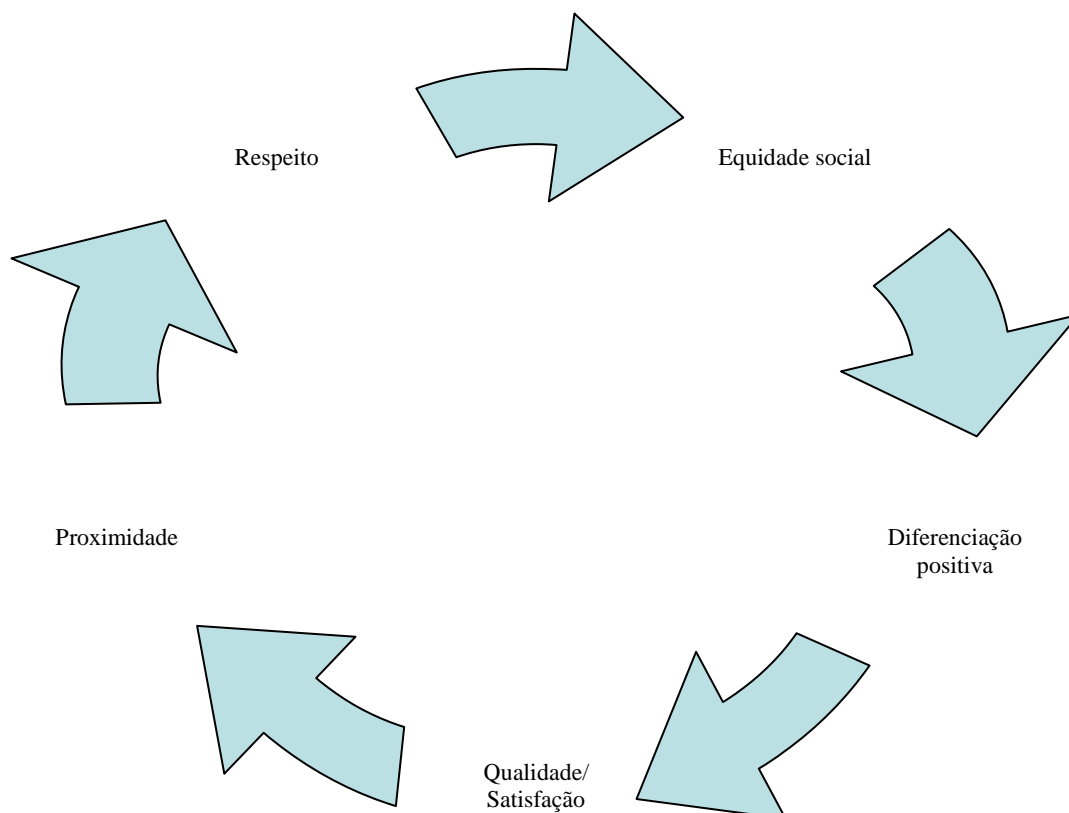 Respeito
Equidade social
Proximidade
Diferenciação
positiva
Qualidade/
Satisfação